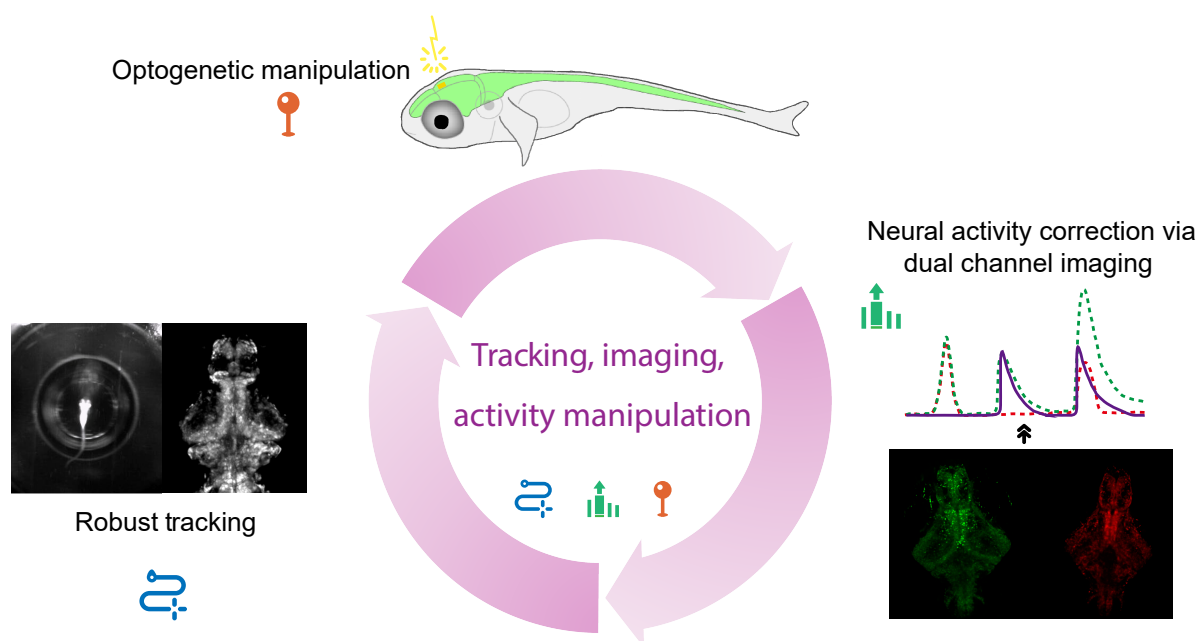 Optogenetic manipulation
Neural activity correction via
dual channel imaging
Tracking, imaging,
activity manipulation
Robust tracking